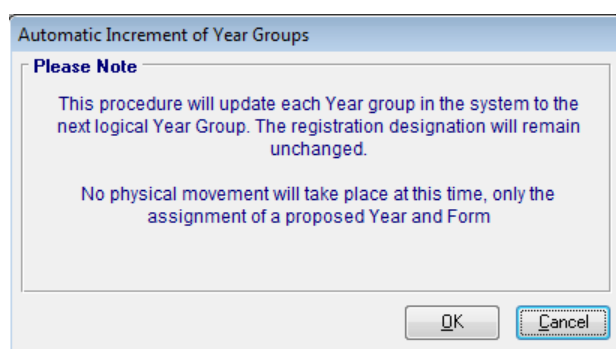 Automatic Increment of Year Groups
Please Note
This procedure will update each Year group in the system to the
next logical Year Group. The registration designation will remain
unchanged.
No physical movement will take place at this time, only the
assignment of a proposed Year and Form
OK
Cancel